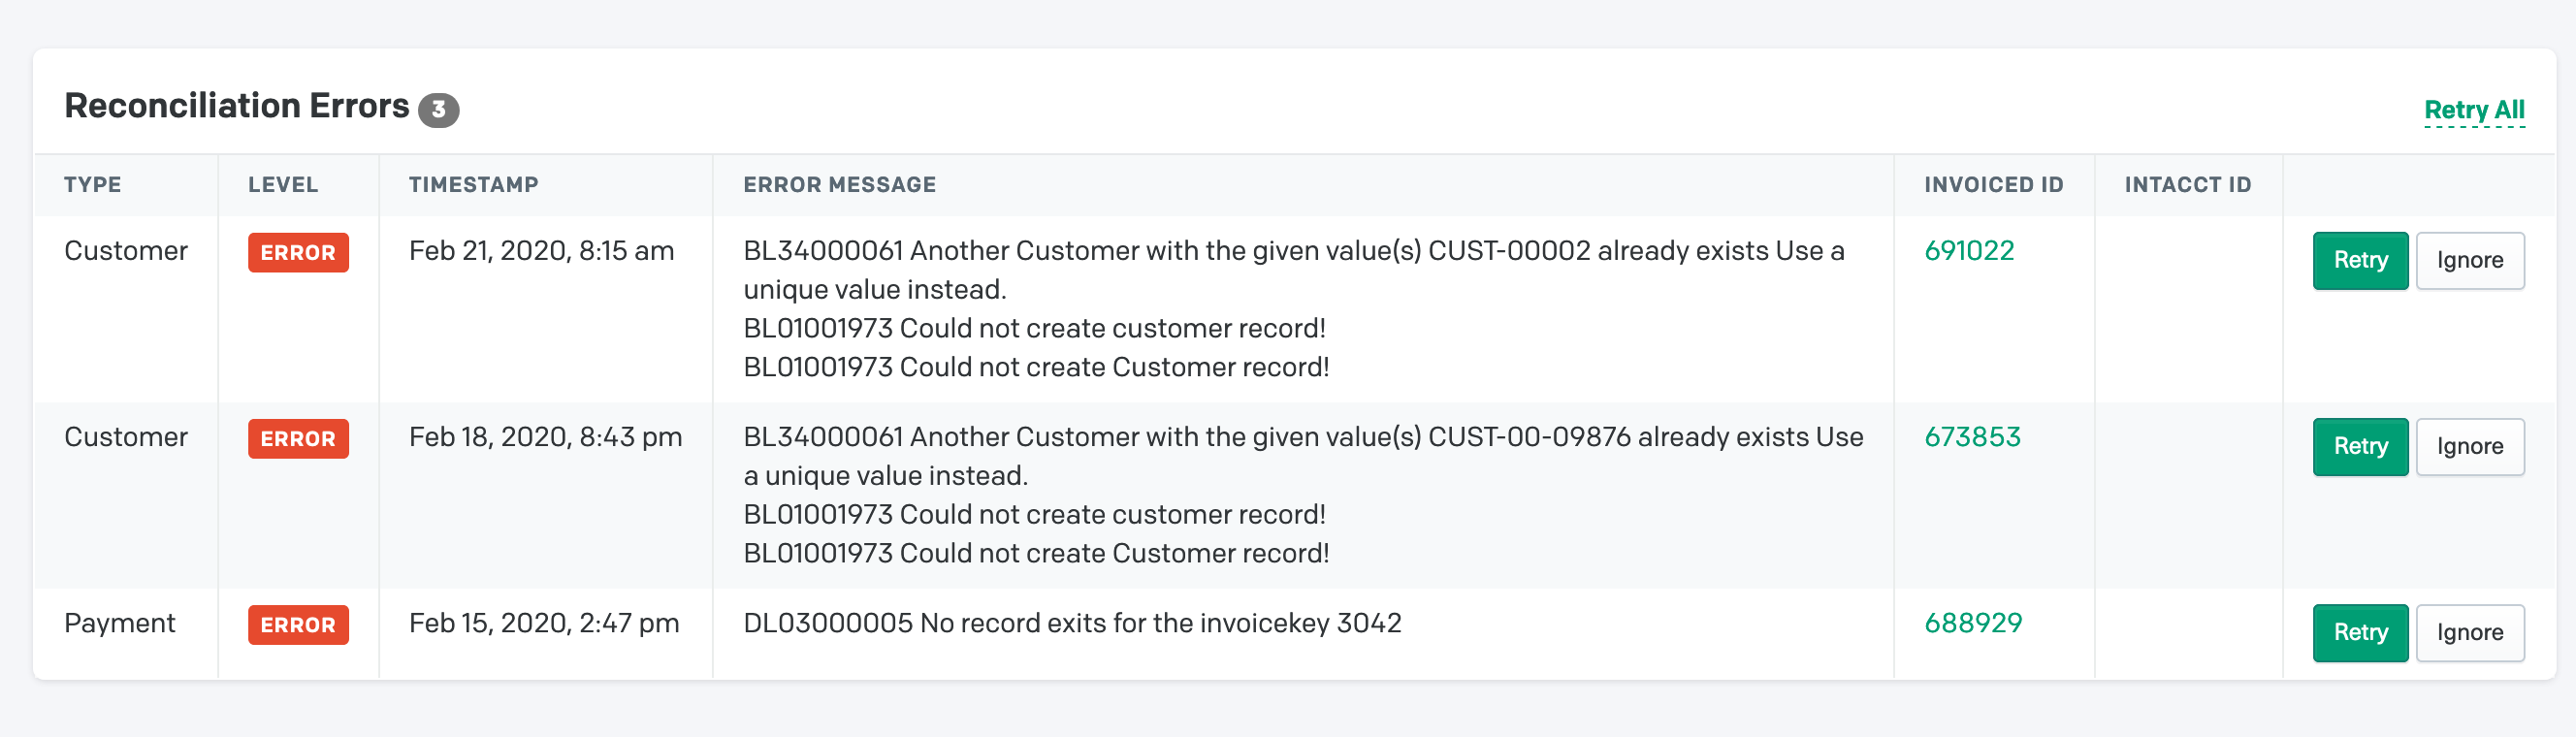 Reconciliation Errors 3
Retry All
TYPE LEVEL TIMESTAMP ERROR MESSAGE INVOICED ID INTACCT ID
Customer ERROR Feb 21, 2020, 8:15 am BL34000061 Another Customer with the given value(s) CUST-00002 already exists Use a 691022 Retry Ignore
unique value instead.
BL01001973 Could not create customer record!
BL01001973 Could not create Customer record!
Customer ERROR Feb 18, 2020, 8:43 pm BL34000061 Another Customer with the given value(s) CUST-00-09876 already exists Use 673853 Retry Ignore
a unique value instead.
BL01001973 Could not create customer record!
BL01001973 Could not create Customer record!
Payment ERROR Feb 15, 2020, 2:47 pm DL03000005 No record exits for the invoicekey 3042 688929 Retry Ignore